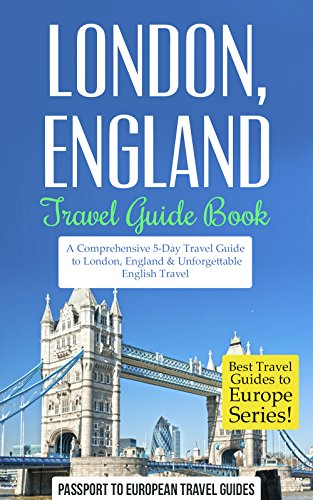 LONDON,
ENGLAND
Travel Guide Book
A Comprehensive 5-Day Travel Guide
to London, England & Unforgettable
English Travel
Best Travel
Guides to
Europe
Series!
PASSPORT TO EUROPEAN TRAVEL GUIDES